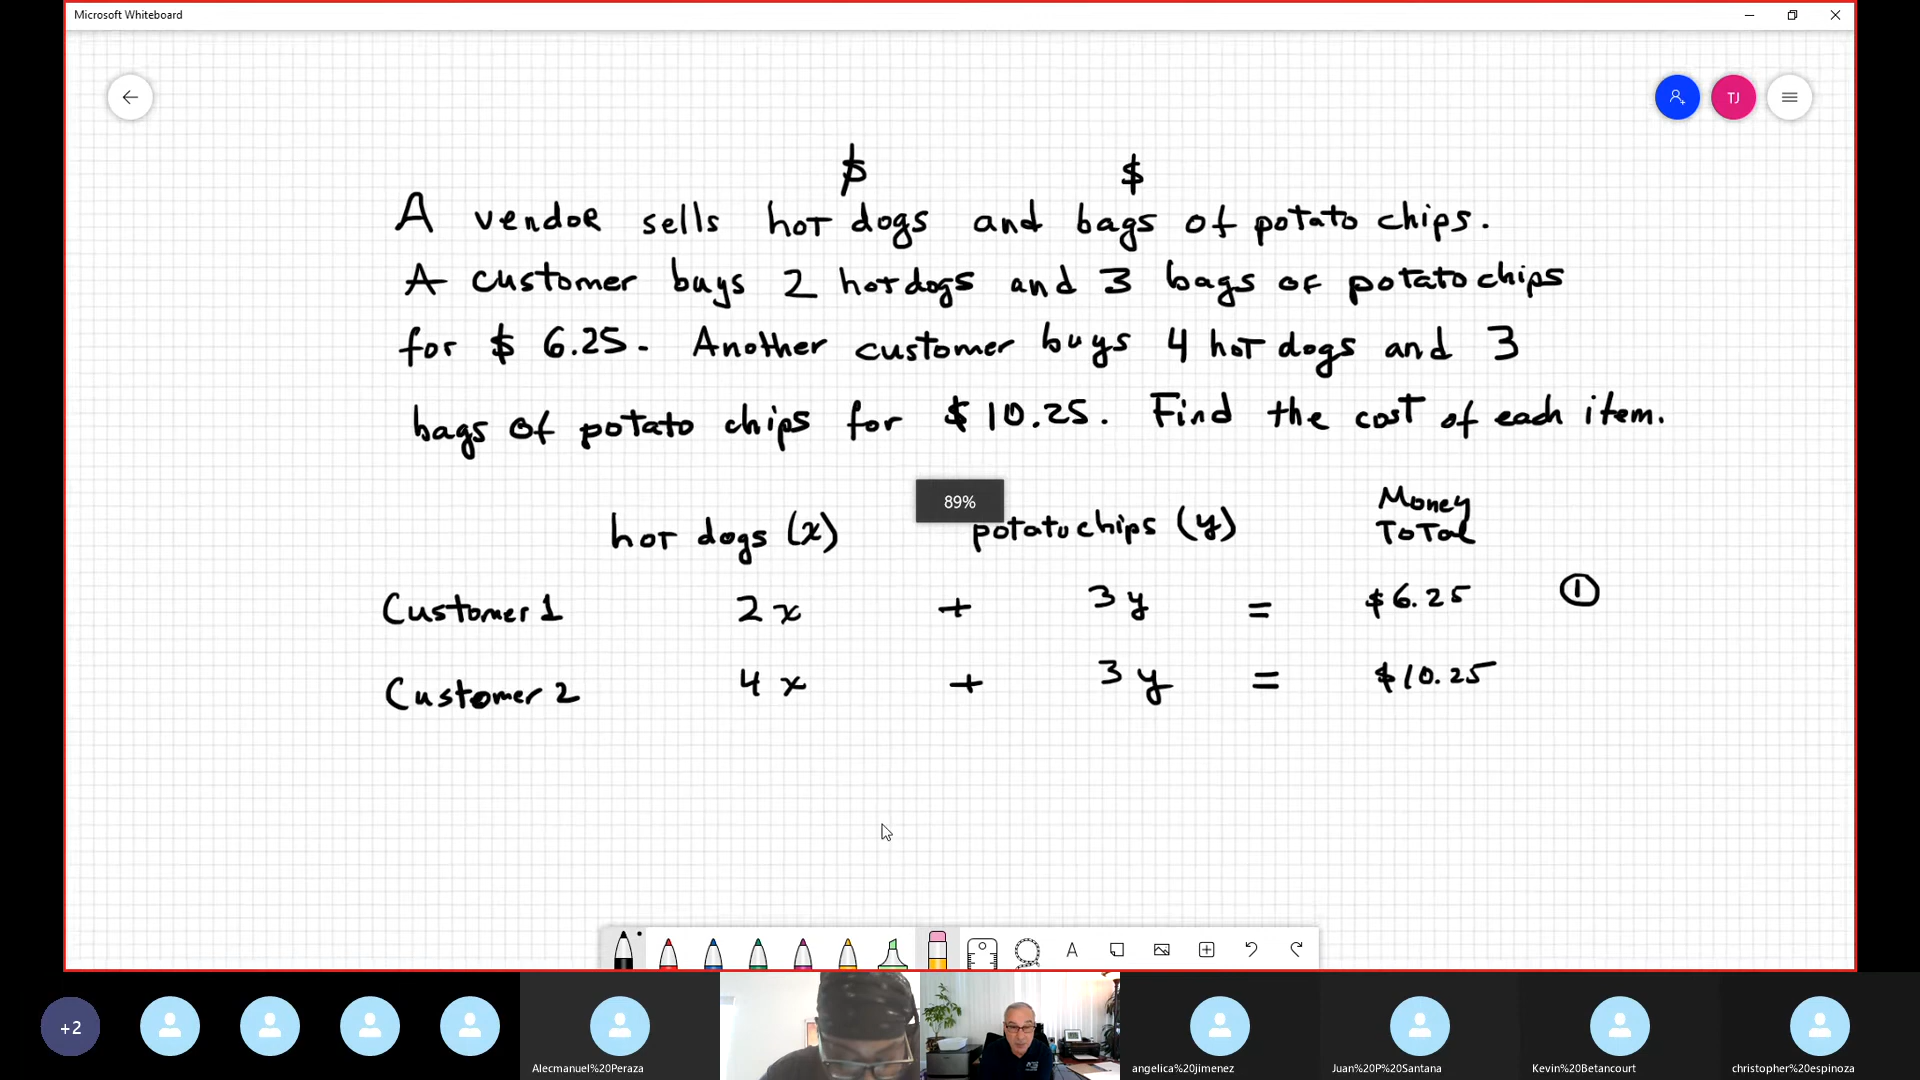 Microsoft Whiteboard
TJ
$ $
A vendor sells hot dogs and bags of potato chips.
A customer buys 2 hotdogs and 3 bags of potato chips
for $ 6.25. Another customer buys 4 hot dogs and 3
bags of potato chips for $ 10.25. Find the cost of each item.
89%
Money
hot dogs (x) potato chips (y) Total
Customer 1 2x + 3y = $6.25 ①
Customer 2 4x + 3y = $10.25
A
+2
Alecmanuel%20Peraza angelica%20jimenez Juan%20P%20Santana Kevin%20Betancourt christopher%20espinoza